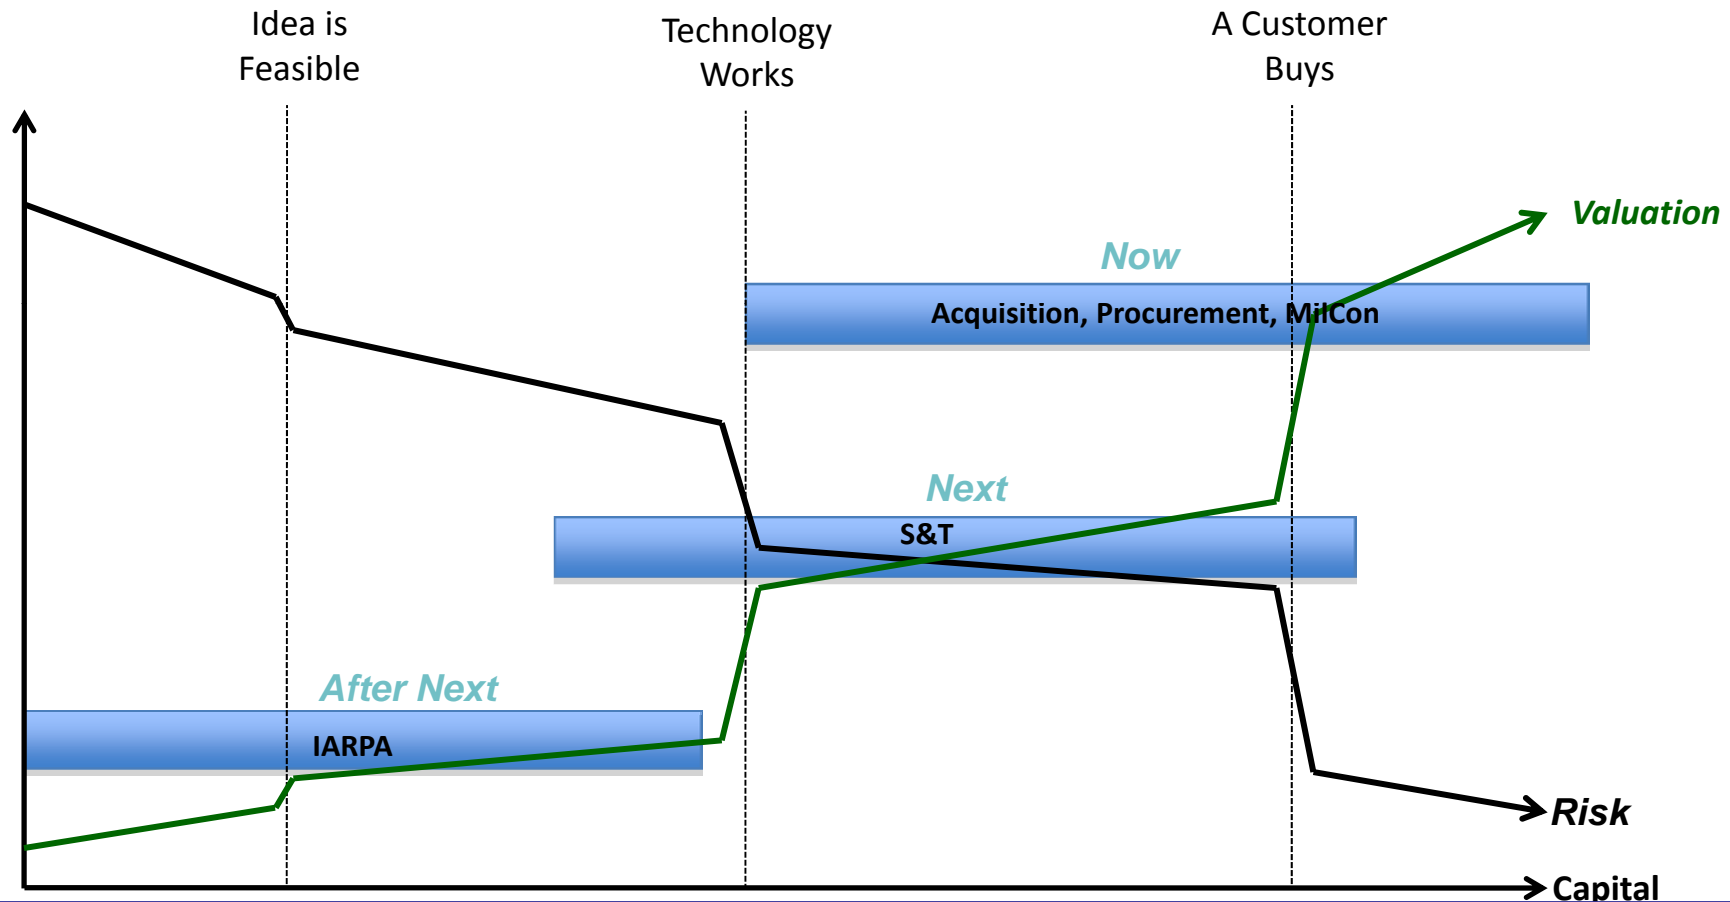 Idea is
Feasible
Technology
Works
A Customer
Buys
Valuation
Now
Acquisition, Procurement, MilCon
Next
S&T
After Next
IARPA
Risk
Capital